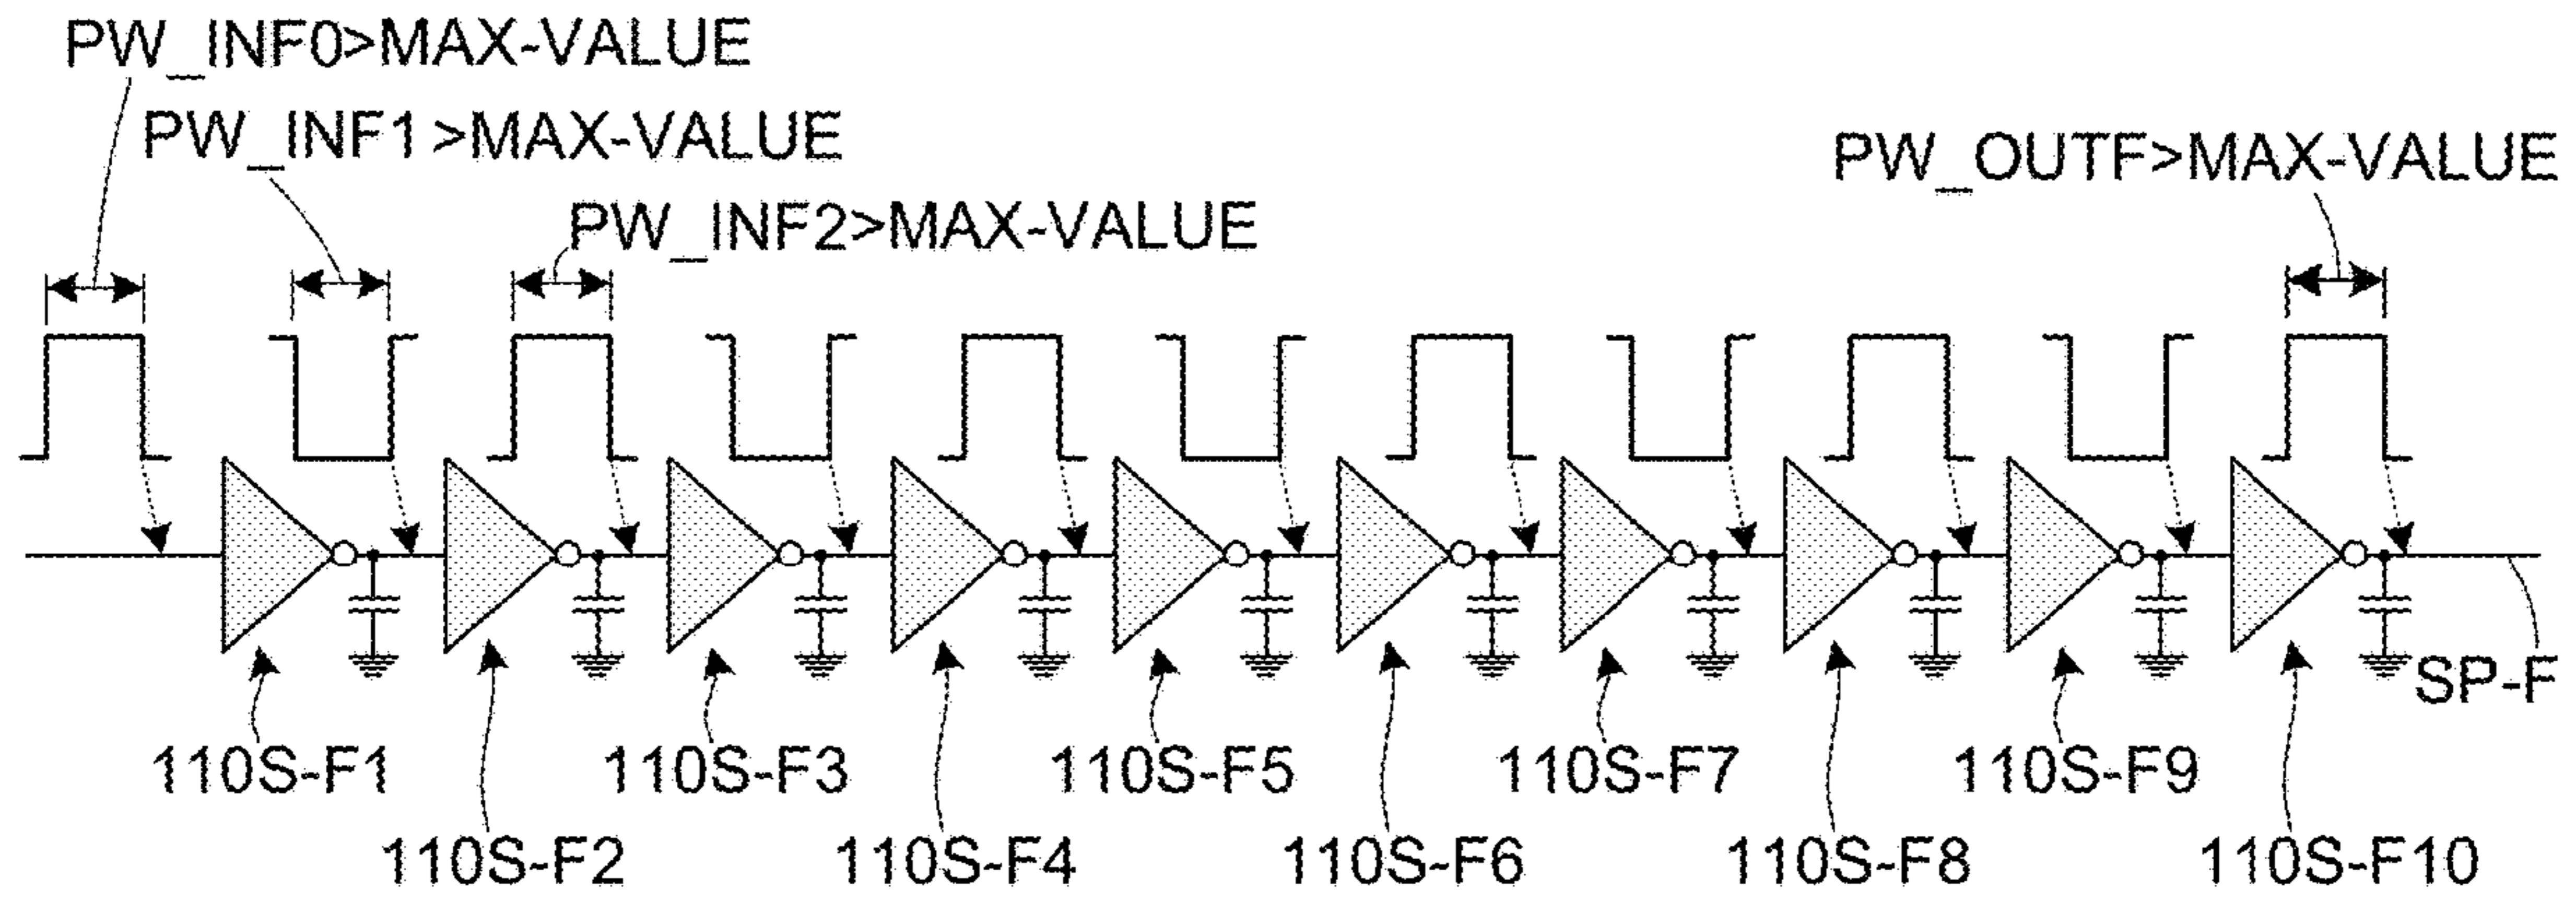 PW_INF0>MAX-VALUE
PW_INF1>MAX-VALUE
PW_OUTF>MAX-VALUE
PW_INF2>MAX-VALUE
SP-F
110S-F1
110S-F3
110S-F5
110S-F7
110S-F9
110S-F2
110S-F4
110S-F6
110S-F8
110S-F10